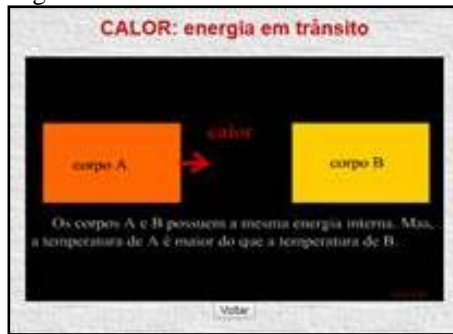 CALOR: energia em trânsito
calor
corpo A
corpo B
Os corpos A e B possuem a mesma energia interna. Mas,
a temperatura de A é maior do que a temperatura de B.
Voltar